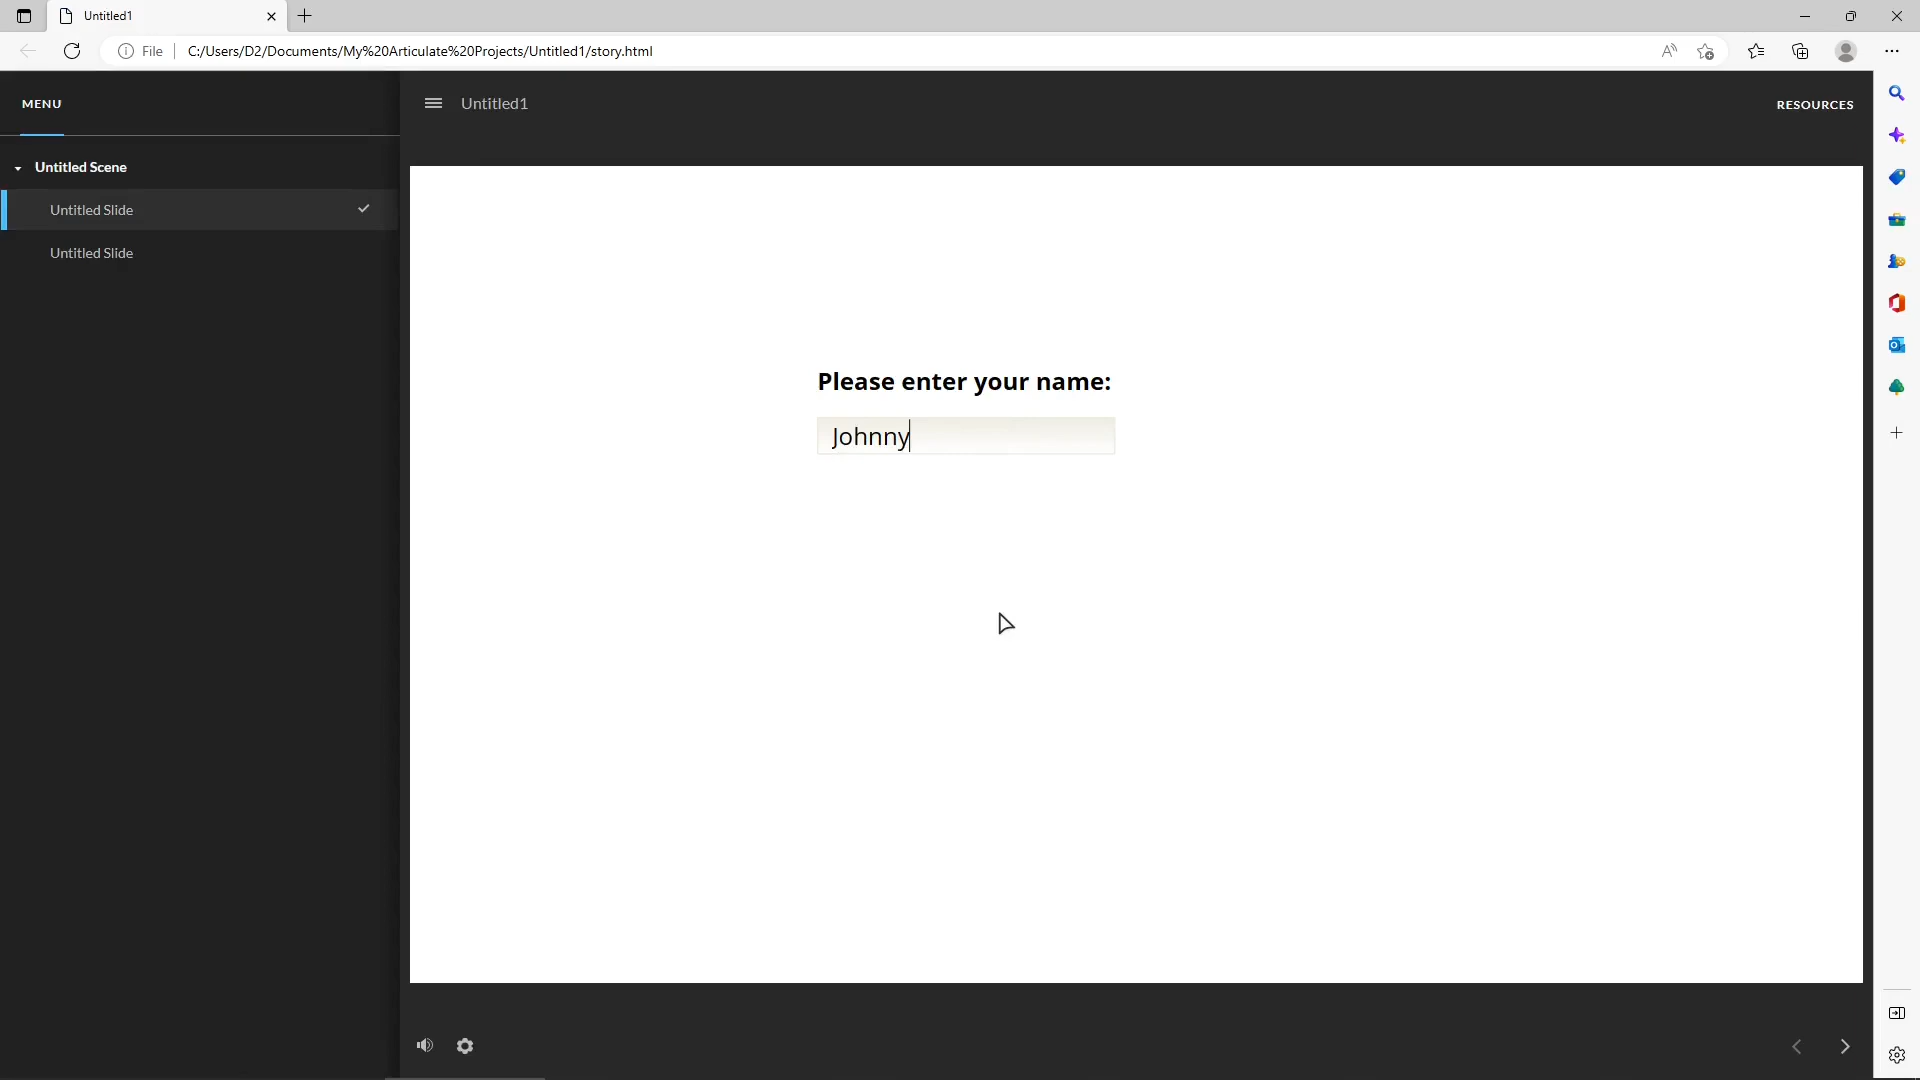 Untitled1
File
C:/Users/D2/Documents/My%20Articulate%20Projects/Untitled1/story.html
MENU
Untitled1
RESOURCES
Untitled Scene
Untitled Slide
Untitled Slide
Please enter your name:
Johnny